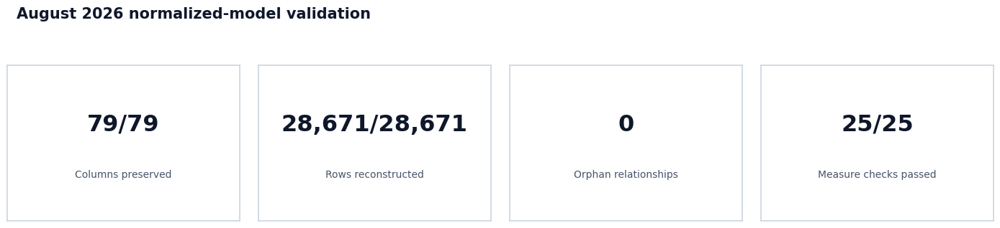 August 2026 normalized-model validation
79/79
Columns preserved
28,671/28,671
Rows reconstructed
0
Orphan relationships
25/25
Measure checks passed